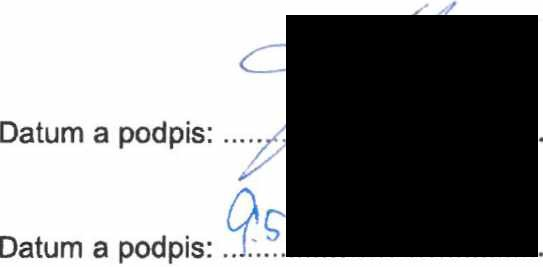 Datum a podpis: .......
Datum a podpis: 9.5